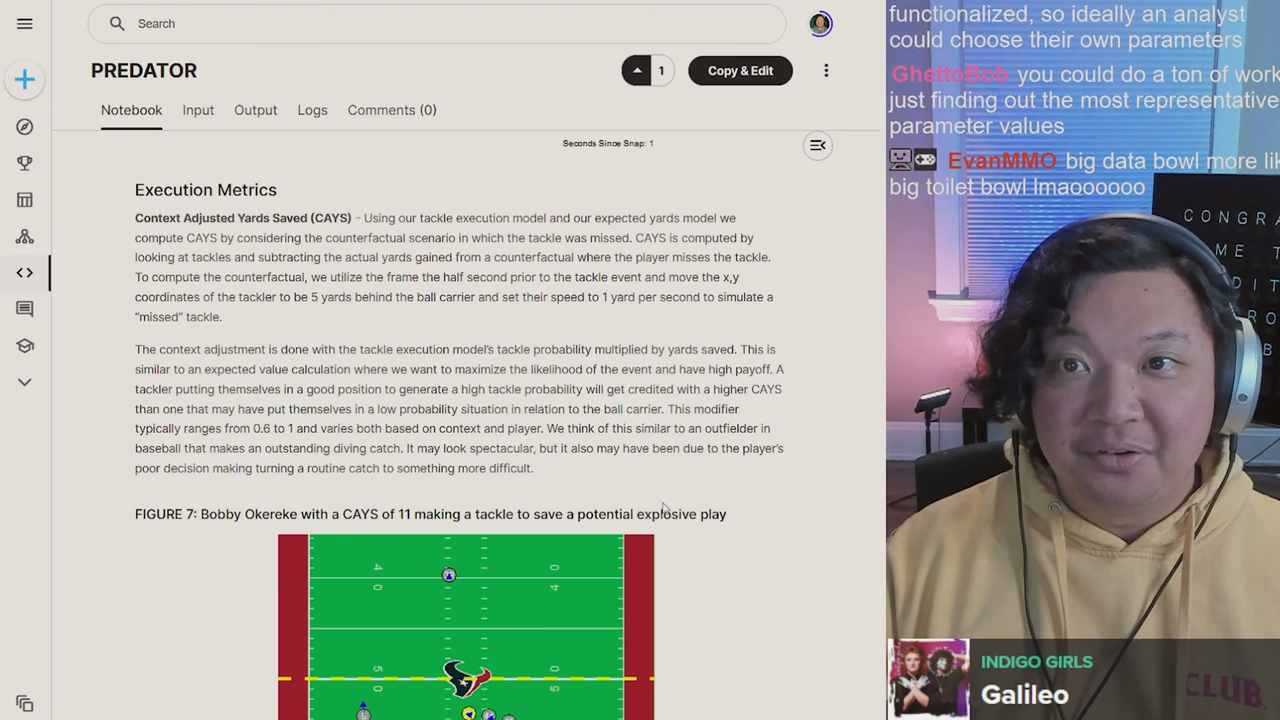 Search
PREDATOR
1
Copy & Edit
Notebook
Input
Output
Logs
Comments (0)
Seconds Since Snap: 1
Execution Metrics
Context Adjusted Yards Saved (CAYS) - Using our tackle execution model and our expected yards model we
compute CAYS by considering the counterfactual scenario in which the tackle was missed. CAYS is computed by
looking at tackles and subtracting the actual yards gained from a counterfactual where the player misses the tackle.
To compute the counterfactual, we utilize the frame the half second prior to the tackle event and move the x,y
coordinates of the tackler to be 5 yards behind the ball carrier and set their speed to 1 yard per second to simulate a
“missed” tackle.
The context adjustment is done with the tackle execution model's tackle probability multiplied by yards saved. This is
similar to an expected value calculation where we want to maximize the likelihood of the event and have high payoff. A
tackler putting themselves in a good position to generate a high tackle probability will get credited with a higher CAYS
than one that may have put themselves in a low probability situation in relation to the ball carrier. This modifier
typically ranges from 0.6 to 1 and varies both based on context and player. We think of this similar to an outfielder in
baseball that makes an outstanding diving catch. It may look spectacular, but it also may have been due to the player's
poor decision making turning a routine catch to something more difficult.
FIGURE 7: Bobby Okereke with a CAYS of 11 making a tackle to save a potential explosive play
4 0
0 4
5 0
0 5
functionalized, so ideally an analyst
could choose their own parameters
GhettoBob you could do a ton of work
just finding out the most representative
parameter values
EvanMMO big data bowl more li
big toilet bowl lmaoooooo
CONGRA
ME T
DIT
RO
B
INDIGO GIRLS
Galileo
CLUB.